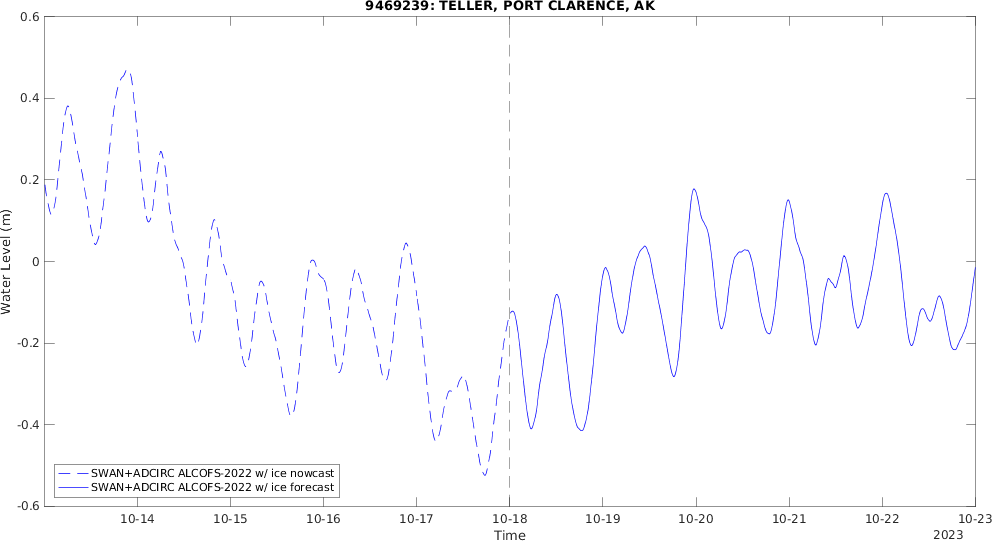 9469239: TELLER, PORT CLARENCE, AK
0.6
0.4
0.2
0
-0.2
-0.4
-0.6
Water Level (m)
SWAN+ADCIRC ALCOFS-2022 w/ ice nowcast
SWAN+ADCIRC ALCOFS-2022 w/ ice forecast
10-14 10-15 10-16 10-17 10-18 10-19 10-20 10-21 10-22 10-23
Time
2023